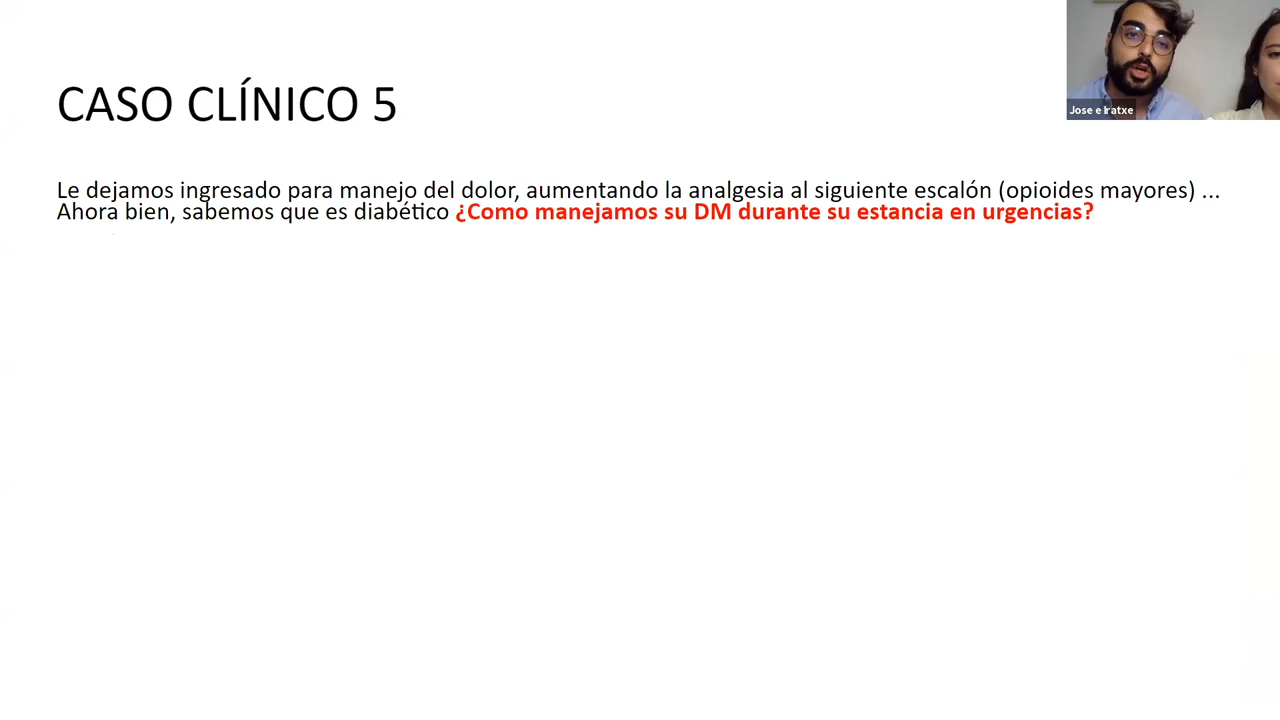 CASO CLÍNICO 5
Jose e Iratxe
Le dejamos ingresado para manejo del dolor, aumentando la analgesia al siguiente escalón (opioides mayores) ...
Ahora bien, sabemos que es diabético ¿Como manejamos su DM durante su estancia en urgencias?